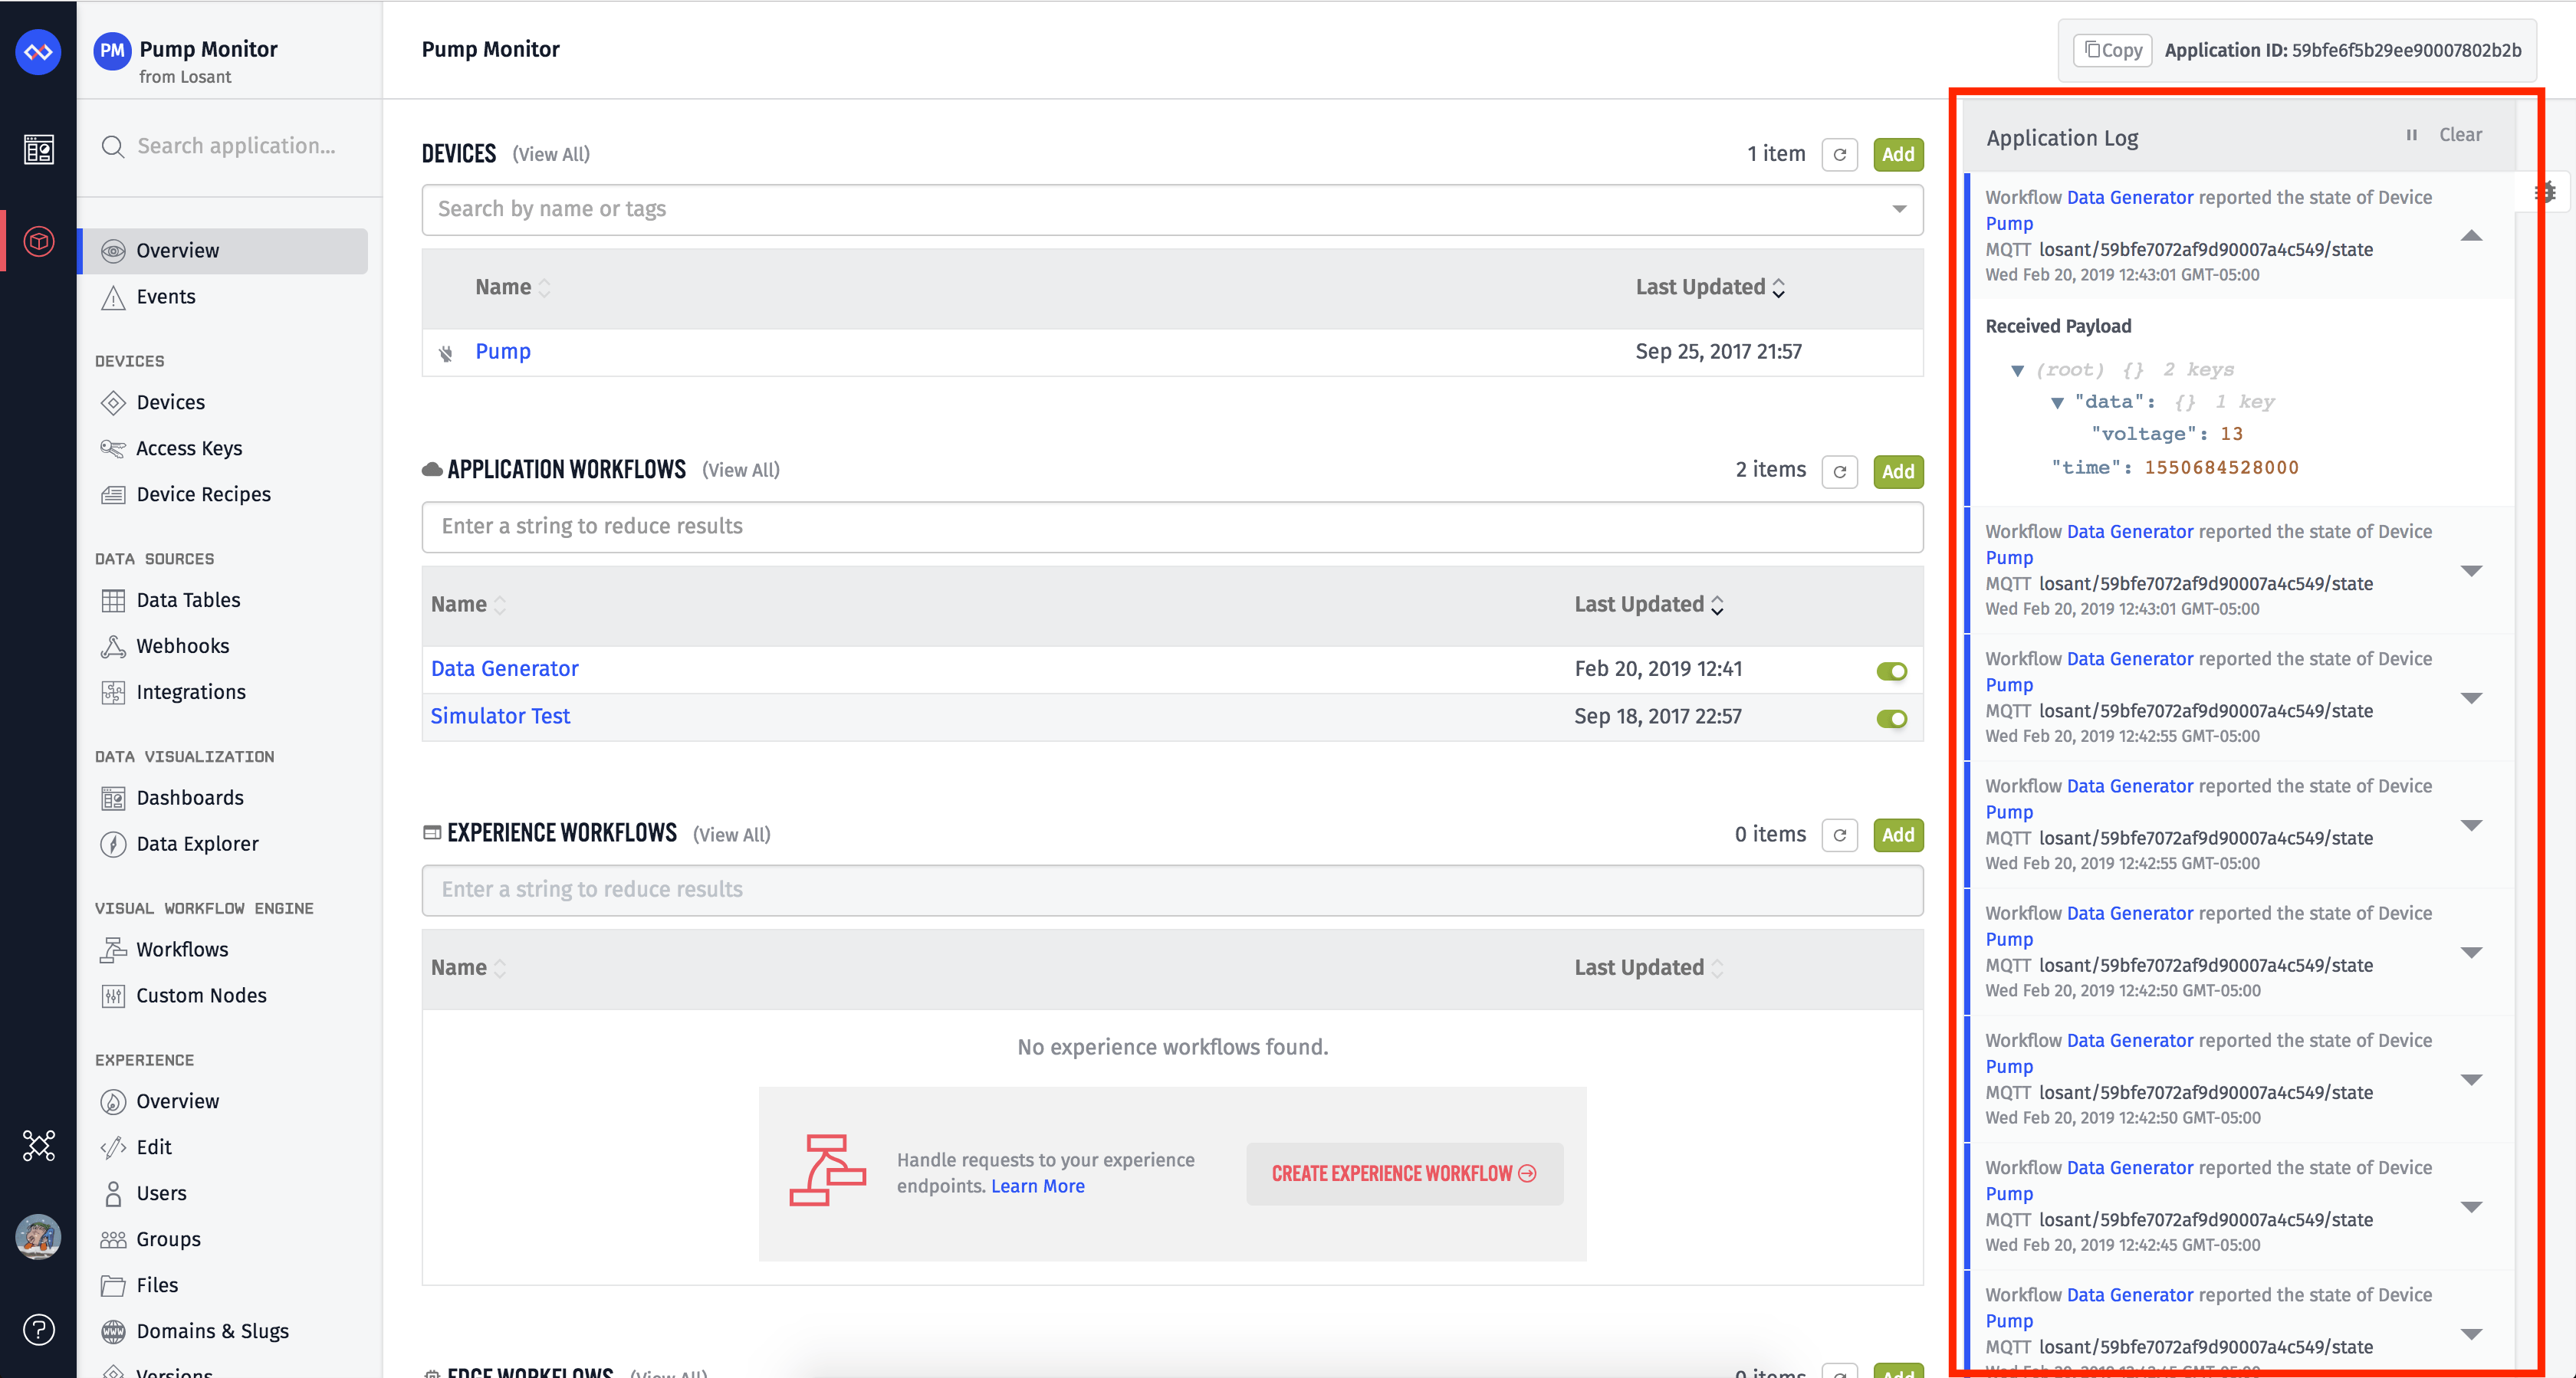 PM Pump Monitor
from Losant
Search application...
Overview
Events
DEVICES
Devices
Access Keys
Device Recipes
DATA SOURCES
Data Tables
Webhooks
Integrations
DATA VISUALIZATION
Dashboards
Data Explorer
VISUAL WORKFLOW ENGINE
Workflows
Custom Nodes
EXPERIENCE
Overview
Edit
Users
Groups
Files
Domains & Slugs
Versions
Pump Monitor
Copy Application ID: 59bfe6f5b29ee90007802b2b
DEVICES (View All) 1 item Add
Search by name or tags
Name Last Updated
Pump Sep 25, 2017 21:57
APPLICATION WORKFLOWS (View All) 2 items Add
Enter a string to reduce results
Name Last Updated
Data Generator Feb 20, 2019 12:41
Simulator Test Sep 18, 2017 22:57
EXPERIENCE WORKFLOWS (View All) 0 items Add
Enter a string to reduce results
Name Last Updated
No experience workflows found.
Handle requests to your experience
endpoints. Learn More
CREATE EXPERIENCE WORKFLOW
EDGE WORKFLOWS (View All) 0 items Add
Application Log Clear
Workflow Data Generator reported the state of Device
Pump
MQTT losant/59bfe7072af9d90007a4c549/state
Wed Feb 20, 2019 12:43:01 GMT-05:00
Received Payload
(root) {} 2 keys
"data": {} 1 key
"voltage": 13
"time": 1550684528000
Workflow Data Generator reported the state of Device
Pump
MQTT losant/59bfe7072af9d90007a4c549/state
Wed Feb 20, 2019 12:43:01 GMT-05:00
Workflow Data Generator reported the state of Device
Pump
MQTT losant/59bfe7072af9d90007a4c549/state
Wed Feb 20, 2019 12:42:55 GMT-05:00
Workflow Data Generator reported the state of Device
Pump
MQTT losant/59bfe7072af9d90007a4c549/state
Wed Feb 20, 2019 12:42:55 GMT-05:00
Workflow Data Generator reported the state of Device
Pump
MQTT losant/59bfe7072af9d90007a4c549/state
Wed Feb 20, 2019 12:42:50 GMT-05:00
Workflow Data Generator reported the state of Device
Pump
MQTT losant/59bfe7072af9d90007a4c549/state
Wed Feb 20, 2019 12:42:50 GMT-05:00
Workflow Data Generator reported the state of Device
Pump
MQTT losant/59bfe7072af9d90007a4c549/state
Wed Feb 20, 2019 12:42:45 GMT-05:00
Workflow Data Generator reported the state of Device
Pump
MQTT losant/59bfe7072af9d90007a4c549/state